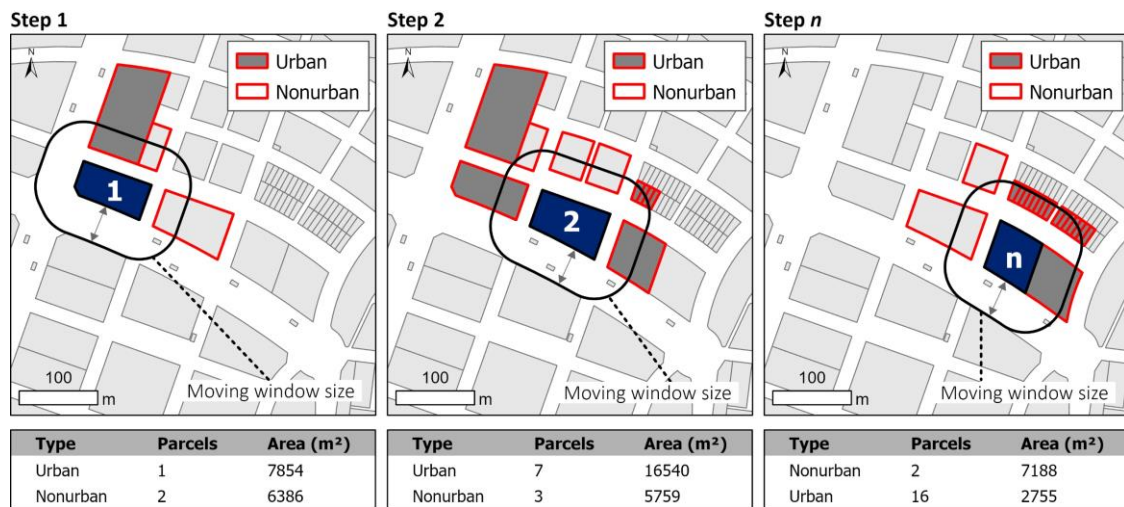 Step 1
N
Urban
Nonurban
1
100
m
Moving window size
Type Parcels Area (m²)
Urban 1 7854
Nonurban 2 6386
Step 2
N
Urban
Nonurban
2
100
m
Moving window size
Type Parcels Area (m²)
Urban 7 16540
Nonurban 3 5759
Step n
N
Urban
Nonurban
n
100
m
Moving window size
Type Parcels Area (m²)
Nonurban 2 7188
Urban 16 2755